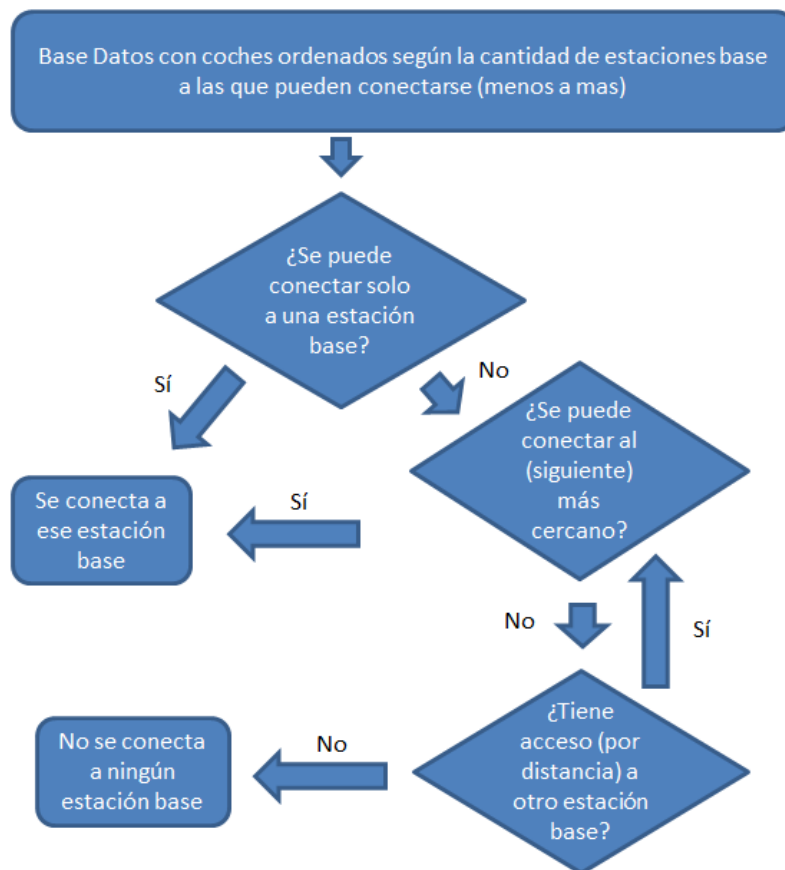 Base Datos con coches ordenados según la cantidad de estaciones base
a las que pueden conectarse (menos a mas)
¿Se puede
conectar solo
a una estación
base?
Sí
No
¿Se puede
conectar al
(siguiente)
más
cercano?
Se conecta a
ese estación
base
Sí
No
Sí
¿Tiene
acceso (por
distancia) a
otro estación
base?
No
No se conecta
a ningún
estación base